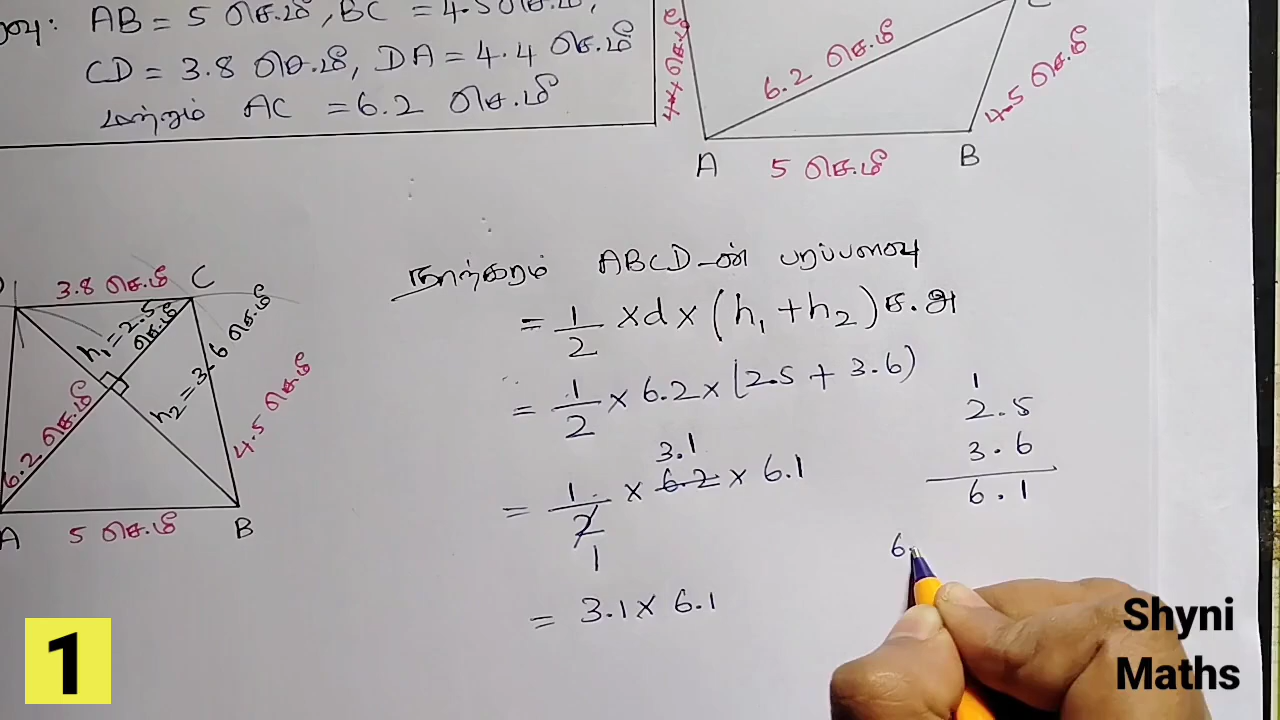 AB = 5 செ.மீ, BC = 4.5 செ.மீ,
CD = 3.8 செ.மீ, DA = 4.4 செ.மீ
மற்றும் AC = 6.2 செ.மீ
4.4 செ.மீ
6.2 செ.மீ
4.5 செ.மீ
A
5 செ.மீ
B
3.8 செ.மீ
C
h₁ = 2.5 செ.மீ
h₂ = 3.6 செ.மீ
6.2 செ.மீ
4.5 செ.மீ
A
5 செ.மீ
B
நாற்கரம் ABCD-ன் பரப்பளவு
= 1/2 x d x (h₁ + h₂) ச.அ
= 1/2 x 6.2 x (2.5 + 3.6)
3.1
= 1/2 x 6.2 x 6.1
1
= 3.1 x 6.1
1
2.5
3.6
6.1
6.
1
Shyni
Maths